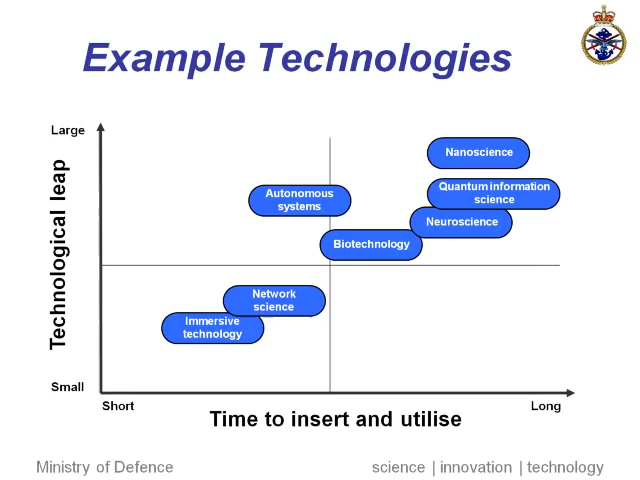 Example Technologies
Large
Technological leap
Small
Nanoscience
Quantum information
science
Autonomous
systems
Neuroscience
Biotechnology
Network
science
Immersive
technology
Short
Long
Time to insert and utilise
Ministry of Defence
science | innovation | technology